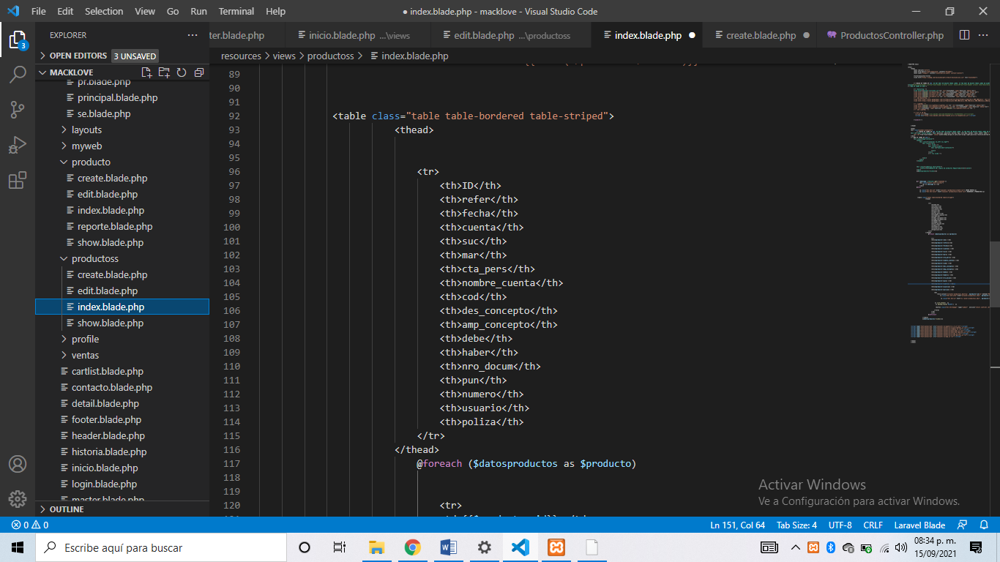 File Edit Selection View Go Run Terminal Help
● index.blade.php - macklove - Visual Studio Code
EXPLORER
ter.blade.php
inicio.blade.php ...\views
edit.blade.php ...\productoss
index.blade.php
create.blade.php
ProductosController.php
OPEN EDITORS 3 UNSAVED
resources > views > productoss > index.blade.php
MACKLOVE
pr.blade.php
principal.blade.php
se.blade.php
layouts
myweb
producto
create.blade.php
edit.blade.php
index.blade.php
reporte.blade.php
show.blade.php
productoss
create.blade.php
edit.blade.php
index.blade.php
show.blade.php
profile
ventas
cartlist.blade.php
contacto.blade.php
detail.blade.php
footer.blade.php
header.blade.php
historia.blade.php
inicio.blade.php
login.blade.php
master.blade.php
OUTLINE
3
89
90
91
92 <table class="table table-bordered table-striped">
93 <thead>
94
95
96 <tr>
97 <th>ID</th>
98 <th>refer</th>
99 <th>fecha</th>
100 <th>cuenta</th>
101 <th>suc</th>
102 <th>mar</th>
103 <th>cta_pers</th>
104 <th>nombre_cuenta</th>
105 <th>cod</th>
106 <th>des_concepto</th>
107 <th>amp_concepto</th>
108 <th>debe</th>
109 <th>haber</th>
110 <th>nro_docum</th>
111 <th>pun</th>
112 <th>numero</th>
113 <th>usuario</th>
114 <th>poliza</th>
115 </tr>
116 </thead>
117 @foreach ($datosproductos as $producto)
118
119
120 <tr>
Activar Windows
Ve a Configuración para activar Windows.
0 0
Ln 151, Col 64 Tab Size: 4 UTF-8 CRLF Laravel Blade
Escribe aquí para buscar
08:34 p. m.
15/09/2021